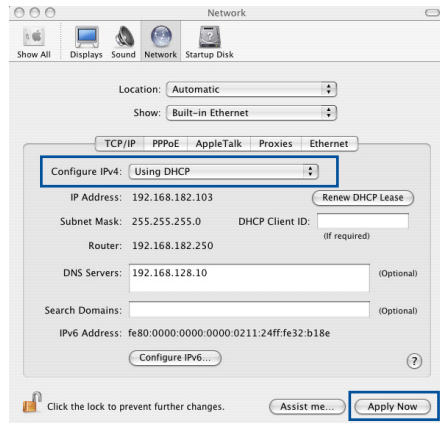 Network
Show All Displays Sound Network Startup Disk
Location: Automatic
Show: Built-in Ethernet
TCP/IP PPPoE AppleTalk Proxies Ethernet
Configure IPv4: Using DHCP
IP Address: 192.168.182.103 Renew DHCP Lease
Subnet Mask: 255.255.255.0 DHCP Client ID:
(If required)
Router: 192.168.182.250
DNS Servers: 192.168.128.10 (Optional)
Search Domains: (Optional)
IPv6 Address: fe80:0000:0000:0000:0211:24ff:fe32:b18e
Configure IPv6...
?
Click the lock to prevent further changes. Assist me... Apply Now